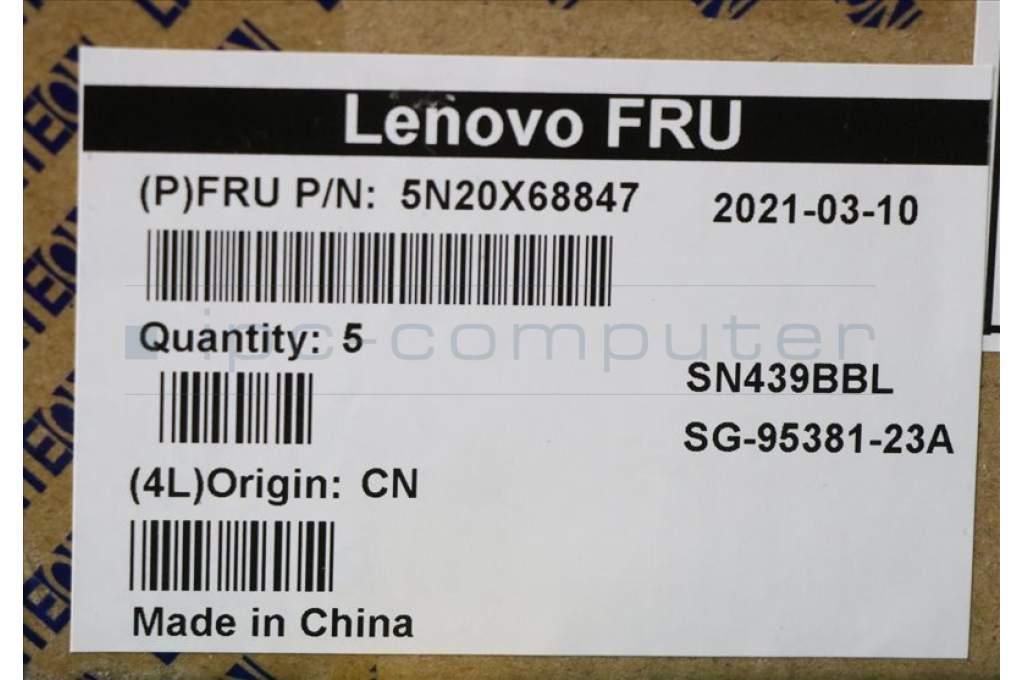 Lenovo FRU
(P)FRU P/N: 5N20X68847
2021-03-10
Quantity: 5
ipc-computer
SN439BBL
SG-95381-23A
(4L)Origin: CN
Made in China